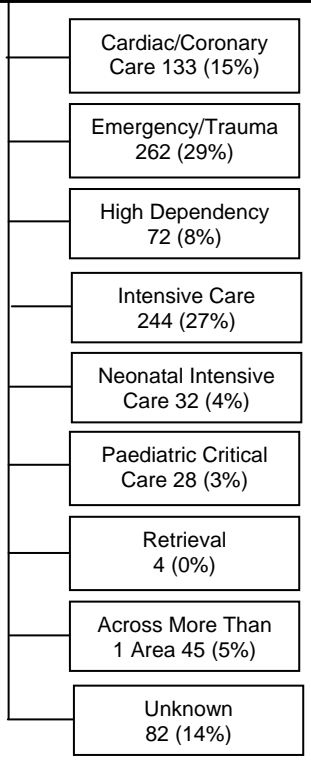 Cardiac/Coronary
Care 133 (15%)
Emergency/Trauma
262 (29%)
High Dependency
72 (8%)
Intensive Care
244 (27%)
Neonatal Intensive
Care 32 (4%)
Paediatric Critical
Care 28 (3%)
Retrieval
4 (0%)
Across More Than
1 Area 45 (5%)
Unknown
82 (14%)